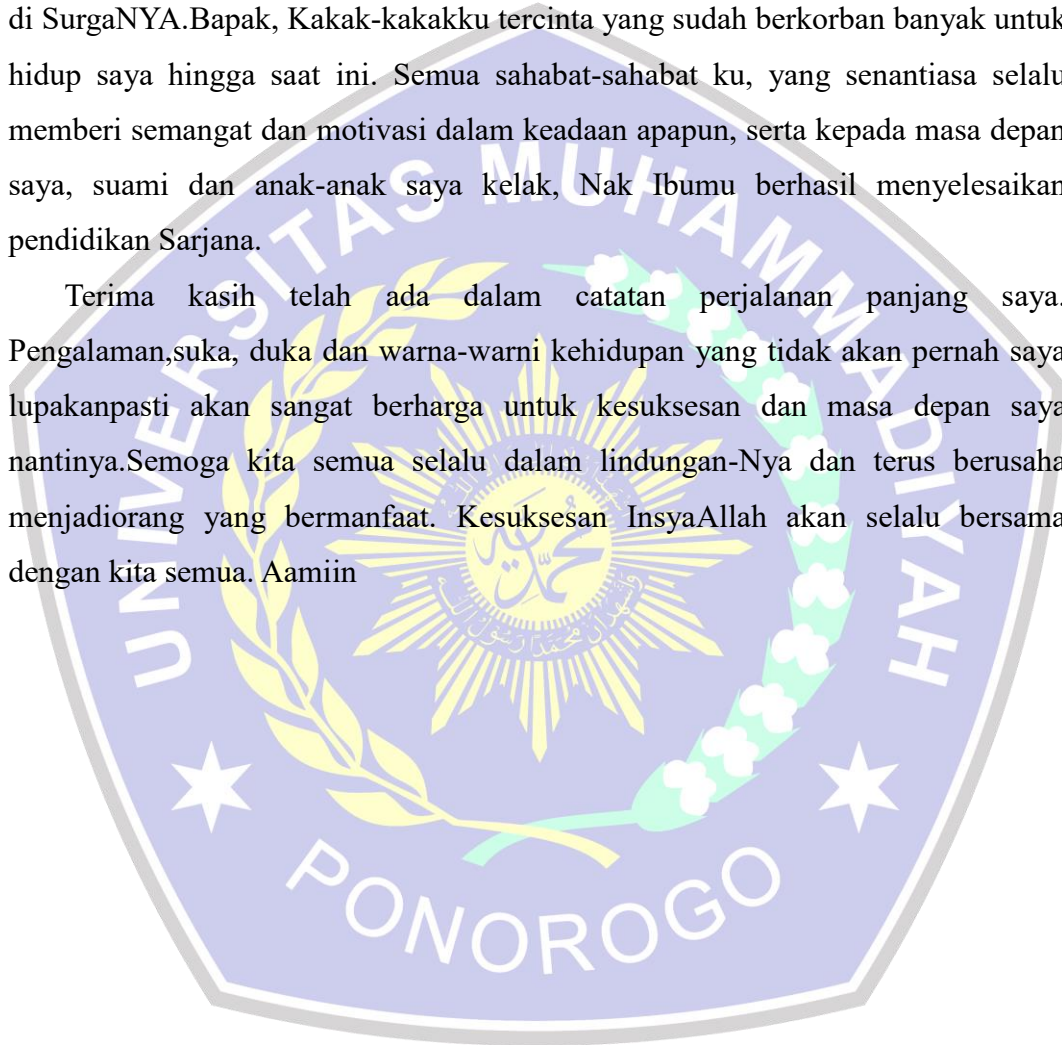 di SurgaNYA.Bapak, Kakak-kakakku tercinta yang sudah berkorban banyak untuk
hidup saya hingga saat ini. Semua sahabat-sahabat ku, yang senantiasa selalu
memberi semangat dan motivasi dalam keadaan apapun, serta kepada masa depan
saya, suami dan anak-anak saya kelak, Nak Ibumu berhasil menyelesaikan
pendidikan Sarjana.
Terima kasih telah ada dalam catatan perjalanan panjang saya.
Pengalaman,suka, duka dan warna-warni kehidupan yang tidak akan pernah saya
lupakanpasti akan sangat berharga untuk kesuksesan dan masa depan saya
nantinya.Semoga kita semua selalu dalam lindungan-Nya dan terus berusaha
menjadiorang yang bermanfaat. Kesuksesan InsyaAllah akan selalu bersama
dengan kita semua. Aamiin
UNIVERSITAS MUHAMMADIYAH
محمدية
PONOROGO